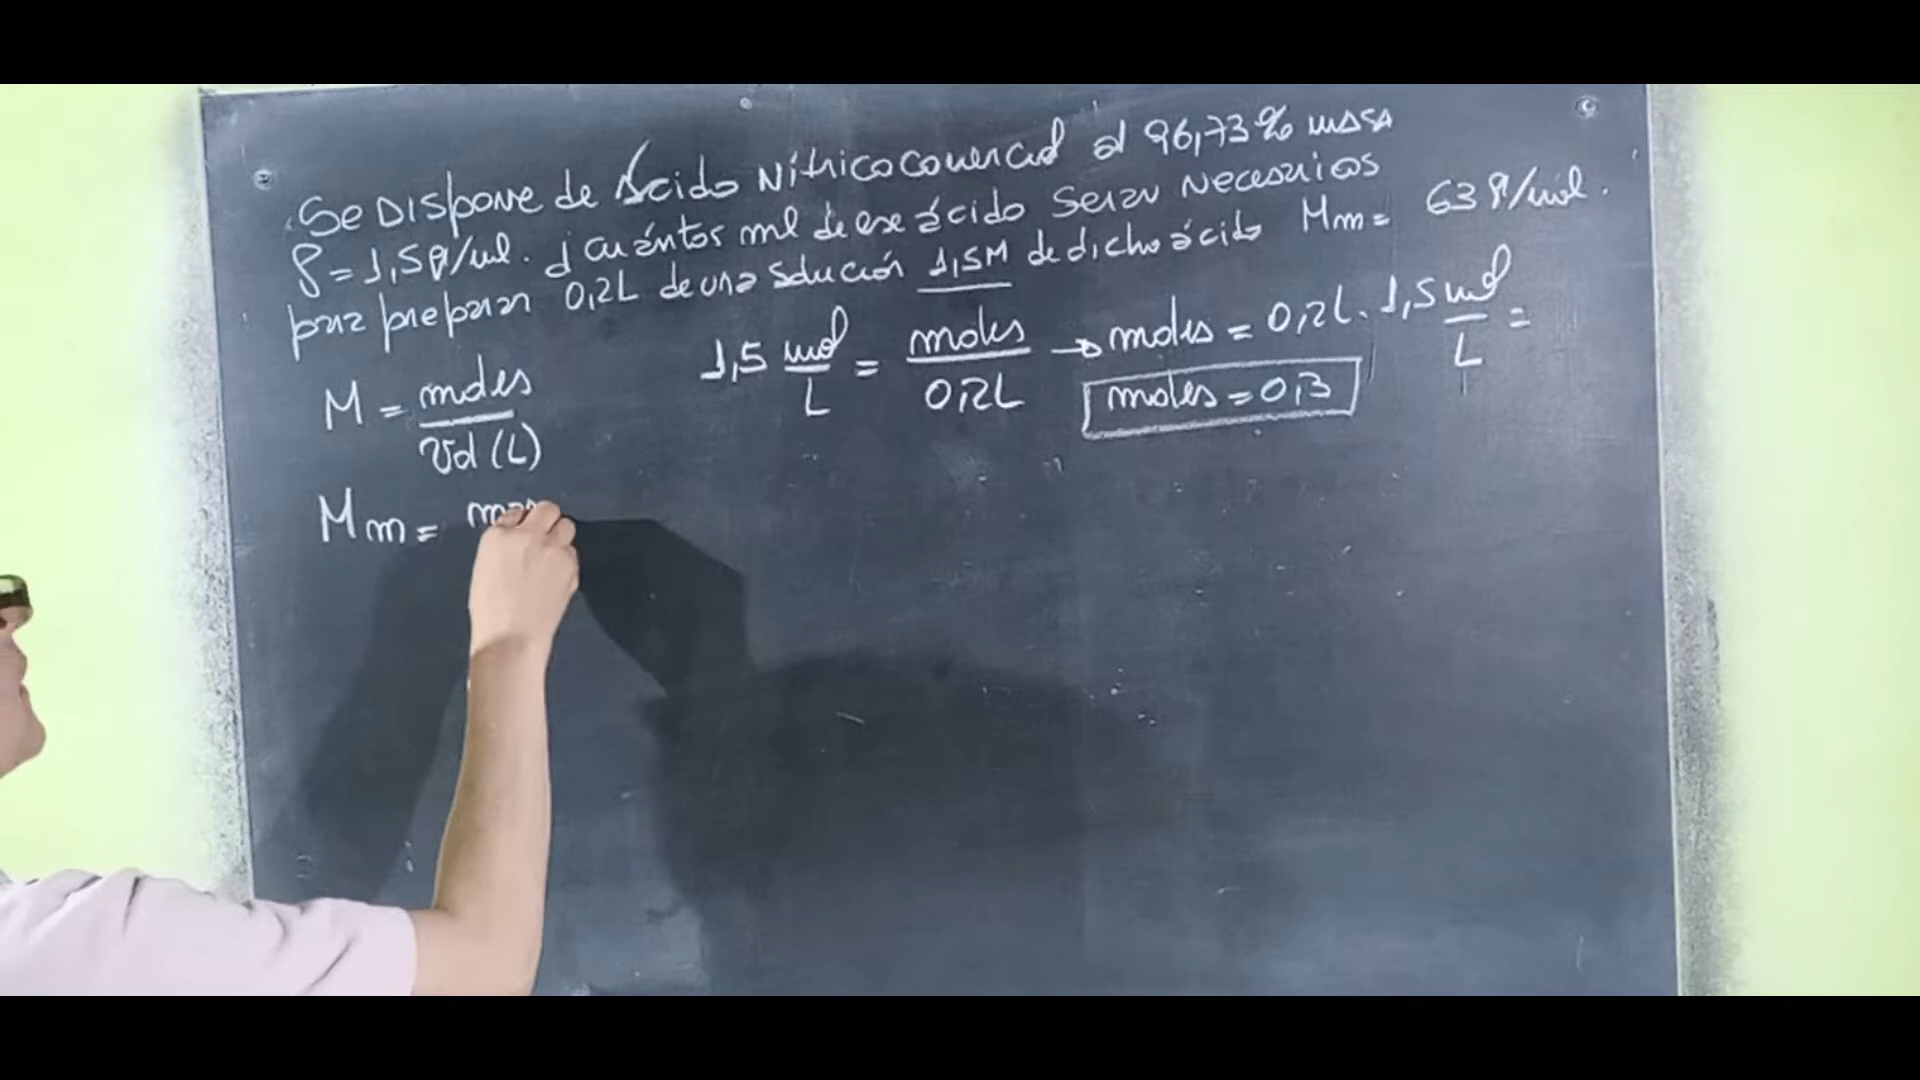 Se Dispone de Ácido Nítrico comercial al 96,73% masa
ρ = 1,5 g/ml. ¿Cuántos ml de ese ácido serán necesarios
para preparar 0,2L de una solución 1,5M de dicho ácido Mm = 63 g/mol.
M = moles / Vol (L)
1,5 mol / L = moles / 0,2L → moles = 0,2L . 1,5 mol / L =
moles = 0,3
Mm =